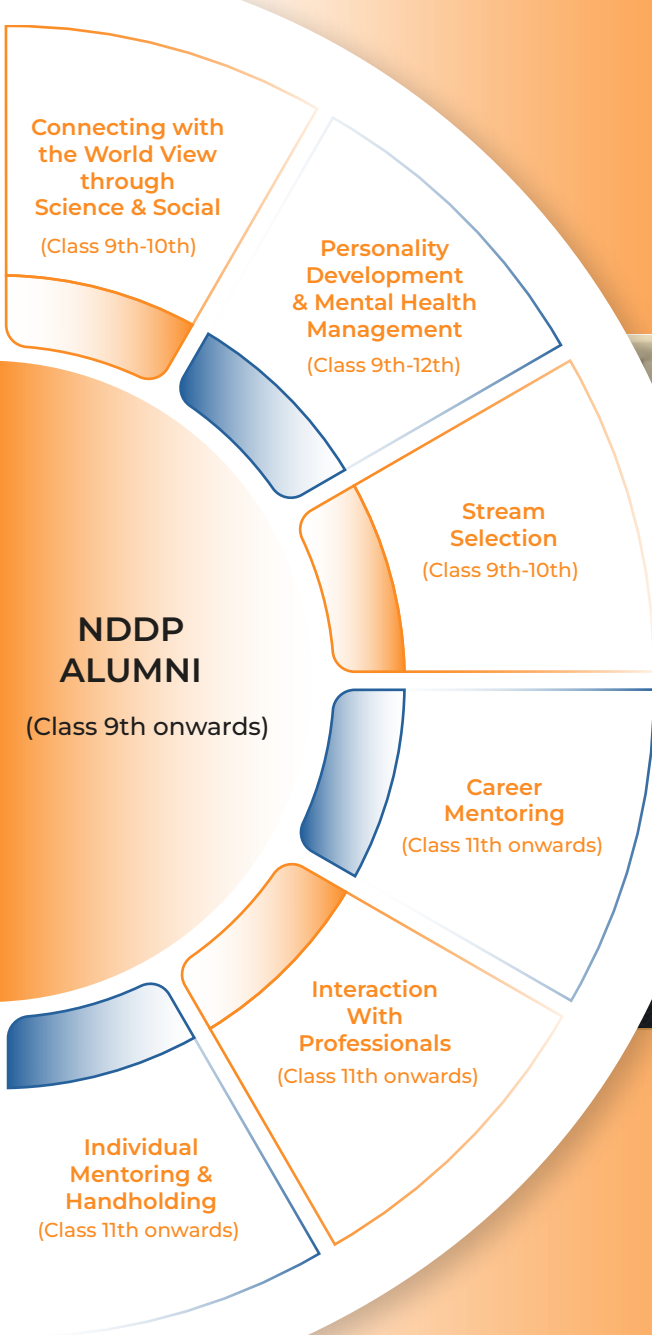 Connecting with
the World View
through
Science & Social
(Class 9th-10th)
Personality
Development
& Mental Health
Management
(Class 9th-12th)
Stream
Selection
(Class 9th-10th)
NDDP
ALUMNI
(Class 9th onwards)
Career
Mentoring
(Class 11th onwards)
Interaction
With
Professionals
(Class 11th onwards)
Individual
Mentoring &
Handholding
(Class 11th onwards)